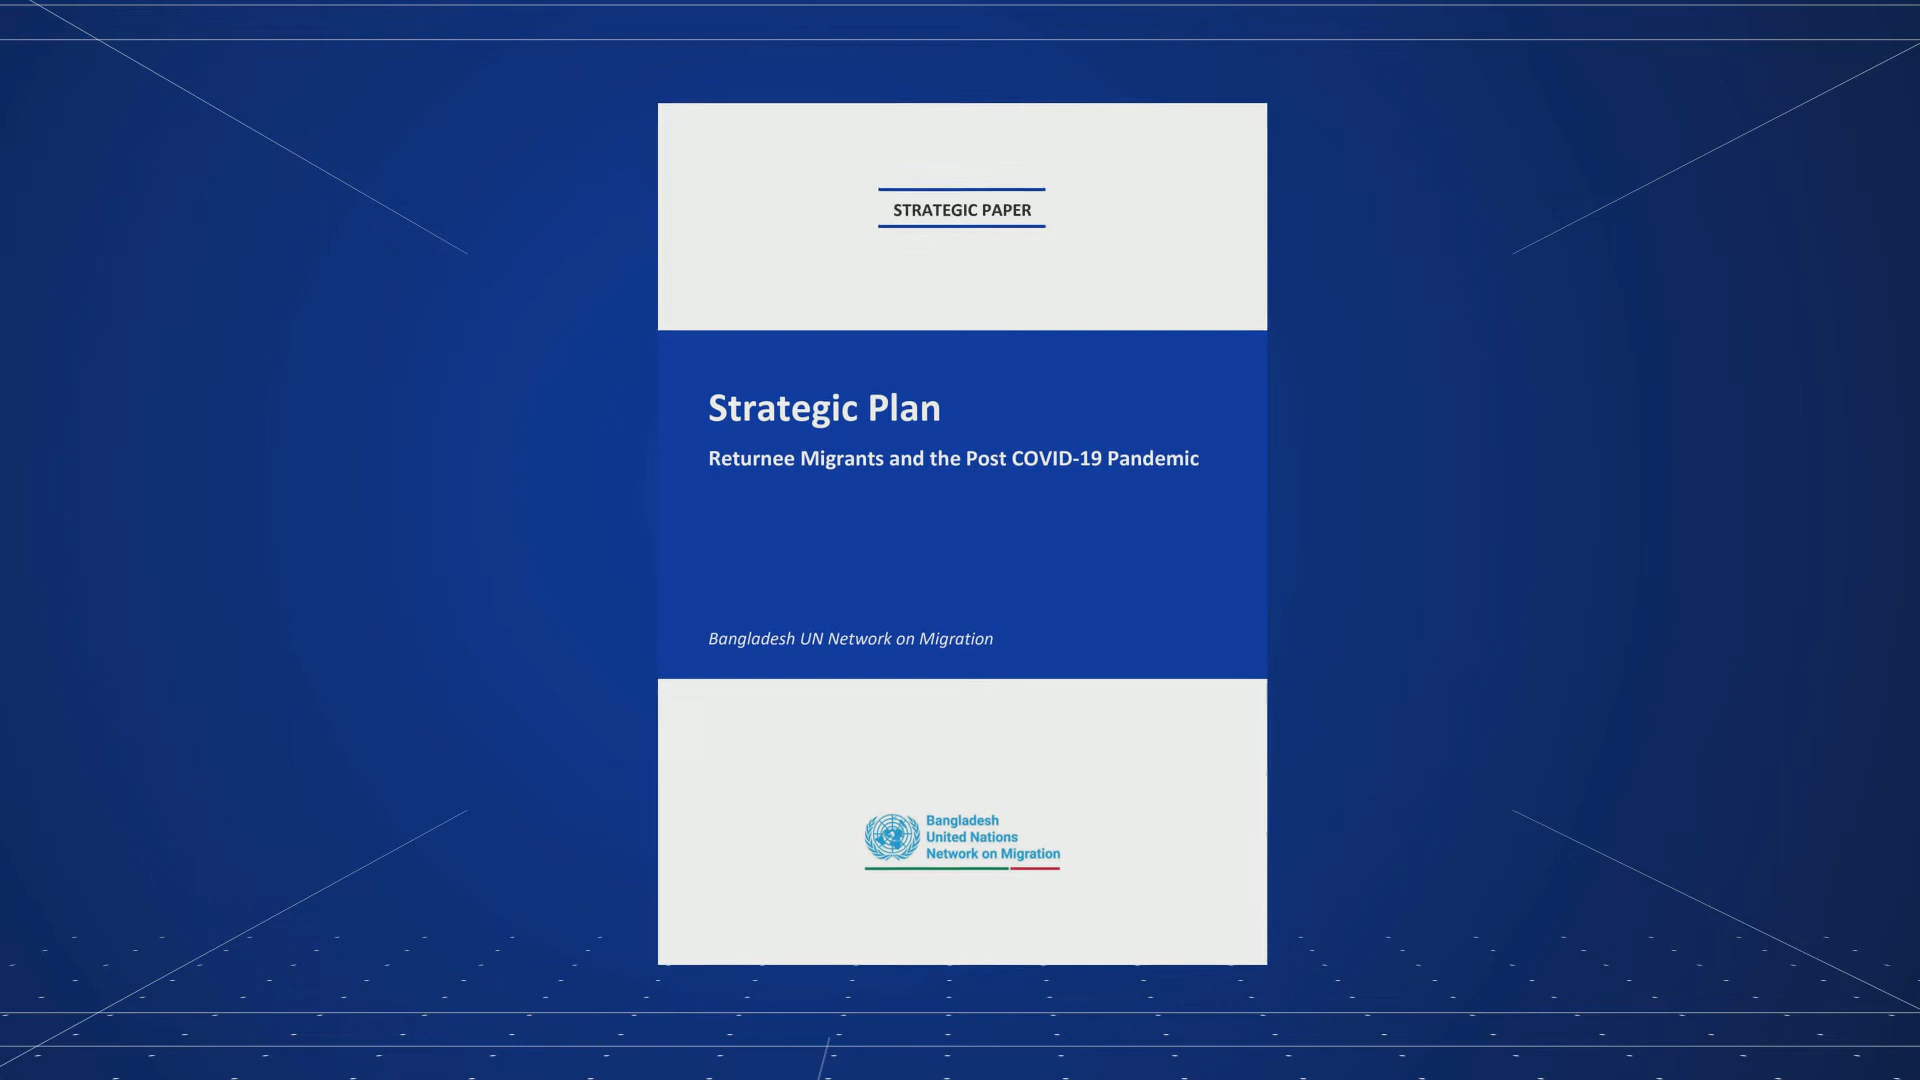 STRATEGIC PAPER
Strategic Plan
Returnee Migrants and the Post COVID-19 Pandemic
Bangladesh UN Network on Migration
Bangladesh
United Nations
Network on Migration